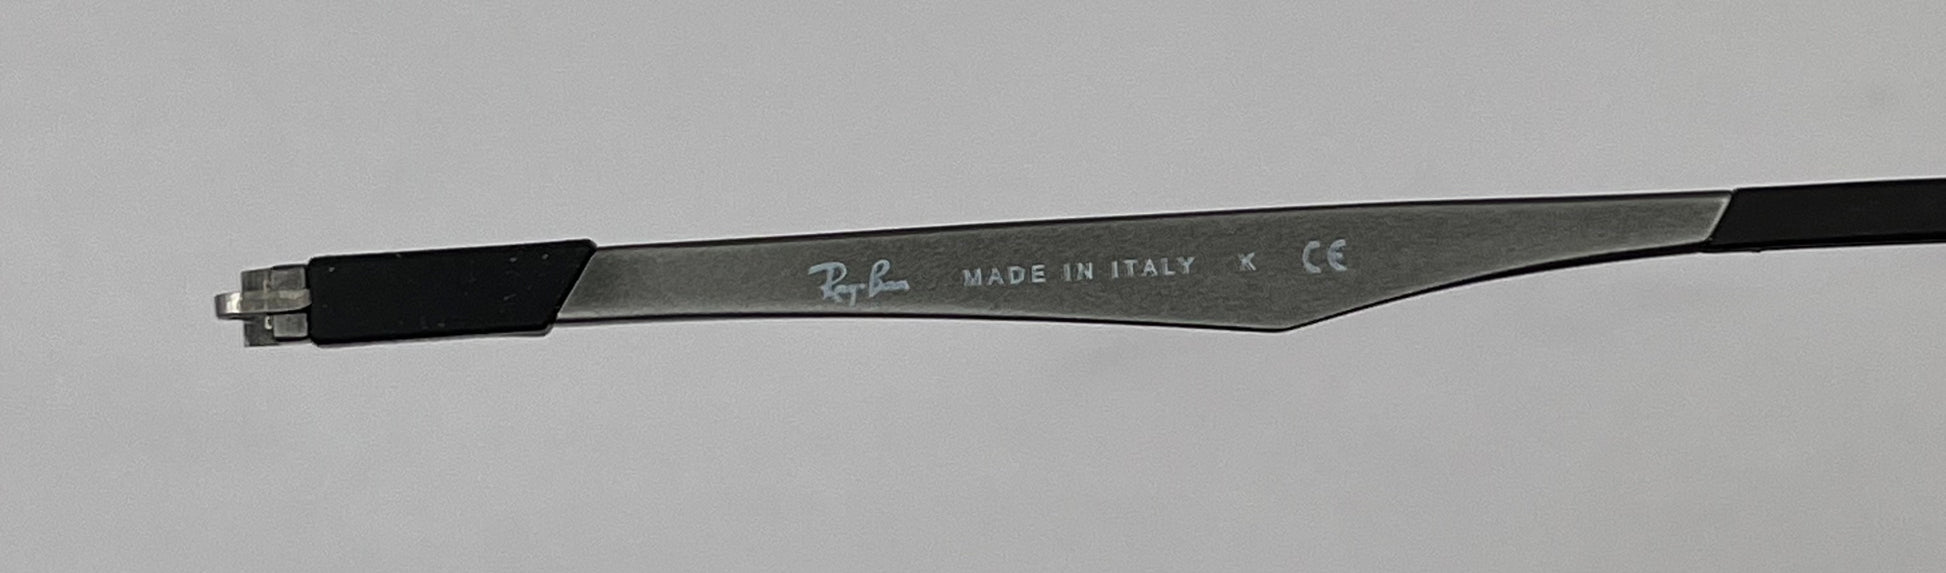 Ray-Ban MADE IN ITALY K CE